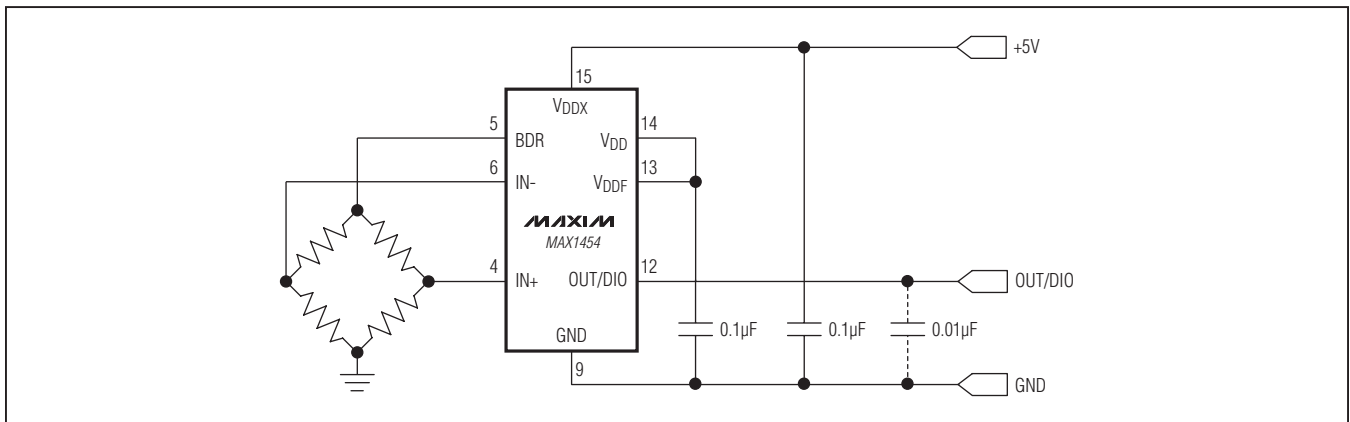 +5V
15
VDDX
5
BDR
VDD
14
6
IN-
VDDF
13
MAXIM
MAX1454
4
IN+
OUT/DIO
12
OUT/DIO
0.1µF
0.1µF
0.01µF
GND
9
GND